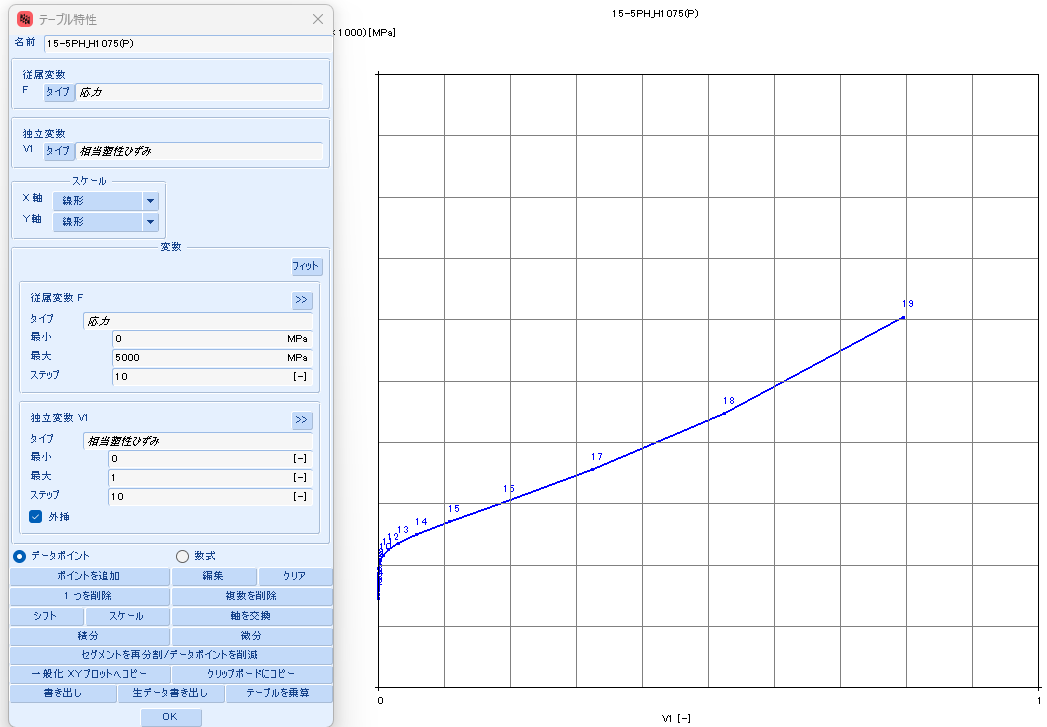 テーブル特性
名前 15-5PH_H1075(P)
従属変数
F タイプ 応力
独立変数
V1 タイプ 相当塑性ひずみ
スケール
X 軸 線形
Y 軸 線形
変数
フィット
従属変数 F >>
タイプ 応力
最小 0 MPa
最大 5000 MPa
ステップ 10 [-]
独立変数 V1 >>
タイプ 相当塑性ひずみ
最小 0 [-]
最大 1 [-]
ステップ 10 [-]
外挿
データポイント 数式
ポイントを追加 編集 クリア
1 つを削除 複数を削除
シフト スケール 軸を交換
積分 微分
セグメントを再分割/データポイントを削減
一般化 XYプロットへコピー クリップボードにコピー
書き出し 生データ書き出し テーブルを乗算
OK
15-5PH_H1075(P)
1000)[MPa]
19
18
17
16
15
14
13
12
0 1
V1 [-]